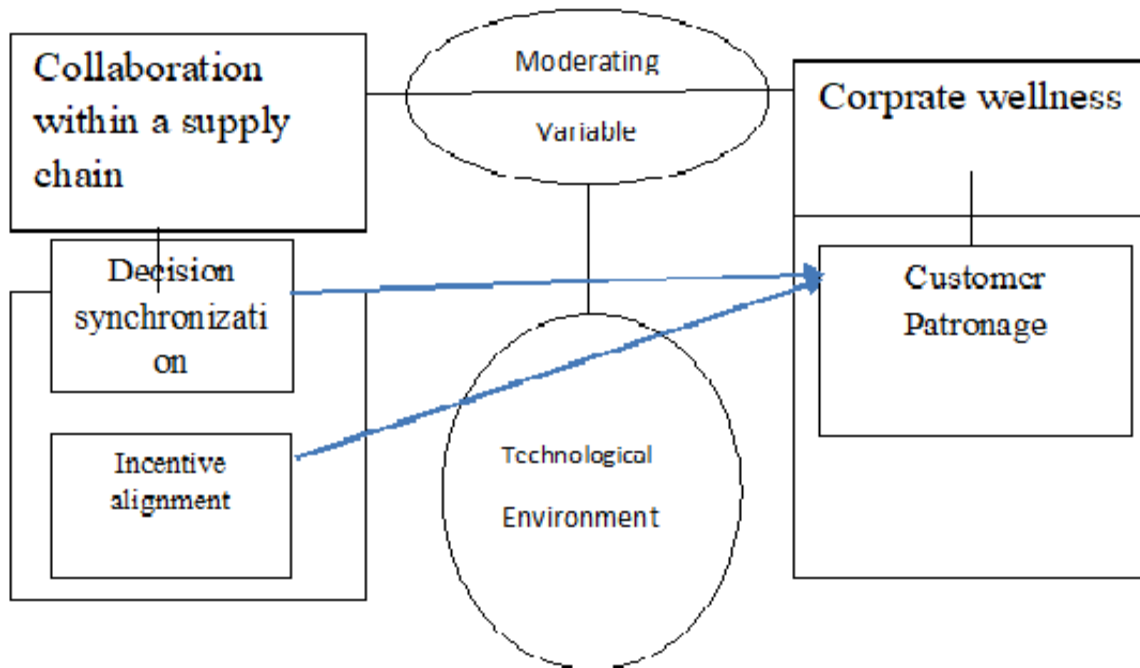 Collaboration
within a supply
chain
Moderating
Variable
Corprate wellness
Decision
synchronizati
on
Incentive
alignment
Technological
Environment
Customer
Patronage